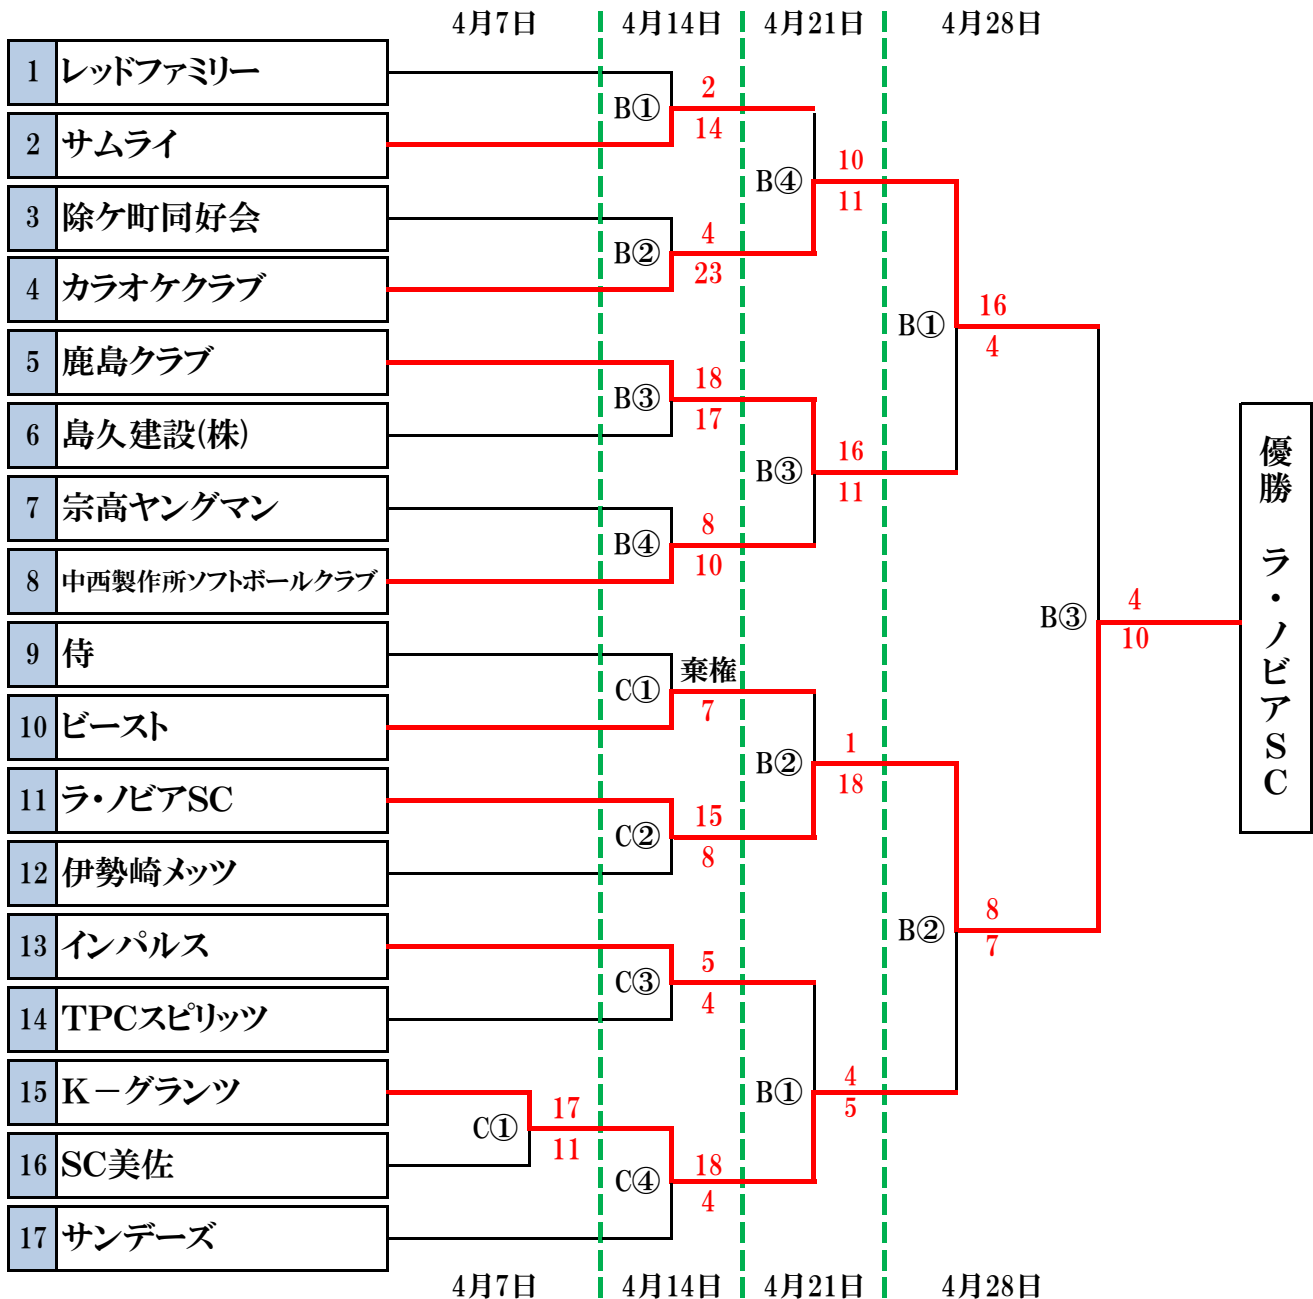 4月7日 4月14日 4月21日 4月28日
1 レッドファミリー
2 サムライ
3 除ケ町同好会
4 カラオケクラブ
5 鹿島クラブ
6 島久建設(株)
7 宗高ヤングマン
8 中西製作所ソフトボールクラブ
9 侍
10 ビースト
11 ラ・ノビアSC
12 伊勢崎メッツ
13 インパルス
14 TPCスピリッツ
15 K－グランツ
16 SC美佐
17 サンデーズ
C①
17
11
B①
2
14
B②
4
23
B③
18
17
B④
8
10
C①
棄権
7
C②
15
8
C③
5
4
C④
18
4
B④
10
11
B③
16
11
B②
1
18
B①
4
5
B①
16
4
B②
8
7
B③
4
10
優勝 ラ・ノビアSC
4月7日 4月14日 4月21日 4月28日